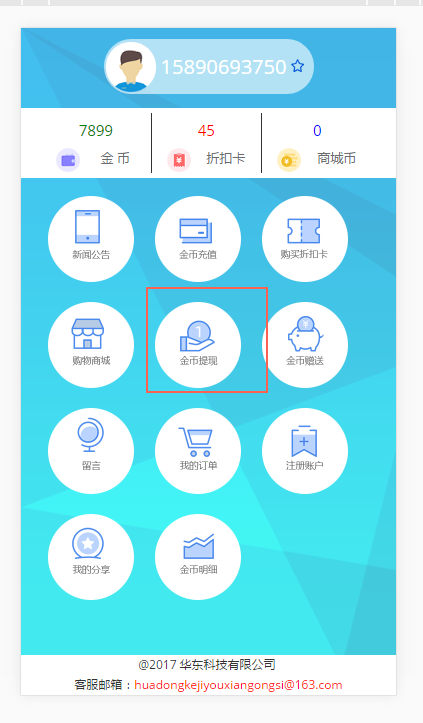 15890693750
7899 45 0
金币 折扣卡 商城币
新闻公告 金币充值 购买折扣卡
购物商城 金币提现 金币赠送
留言 我的订单 注册账户
我的分享 金币明细
@2017 华东科技有限公司
客服邮箱：huadongkejiyouxiangongsi@163.com